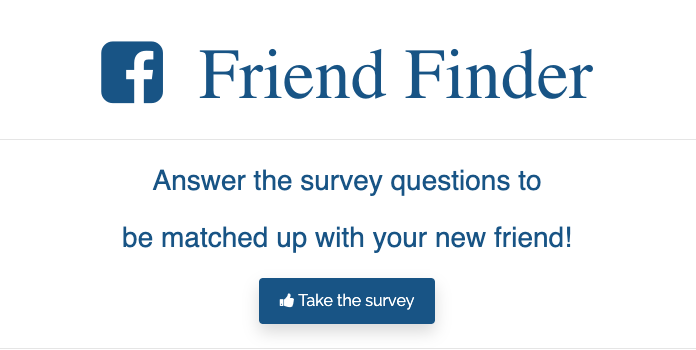 Friend Finder
Answer the survey questions to
be matched up with your new friend!
Take the survey